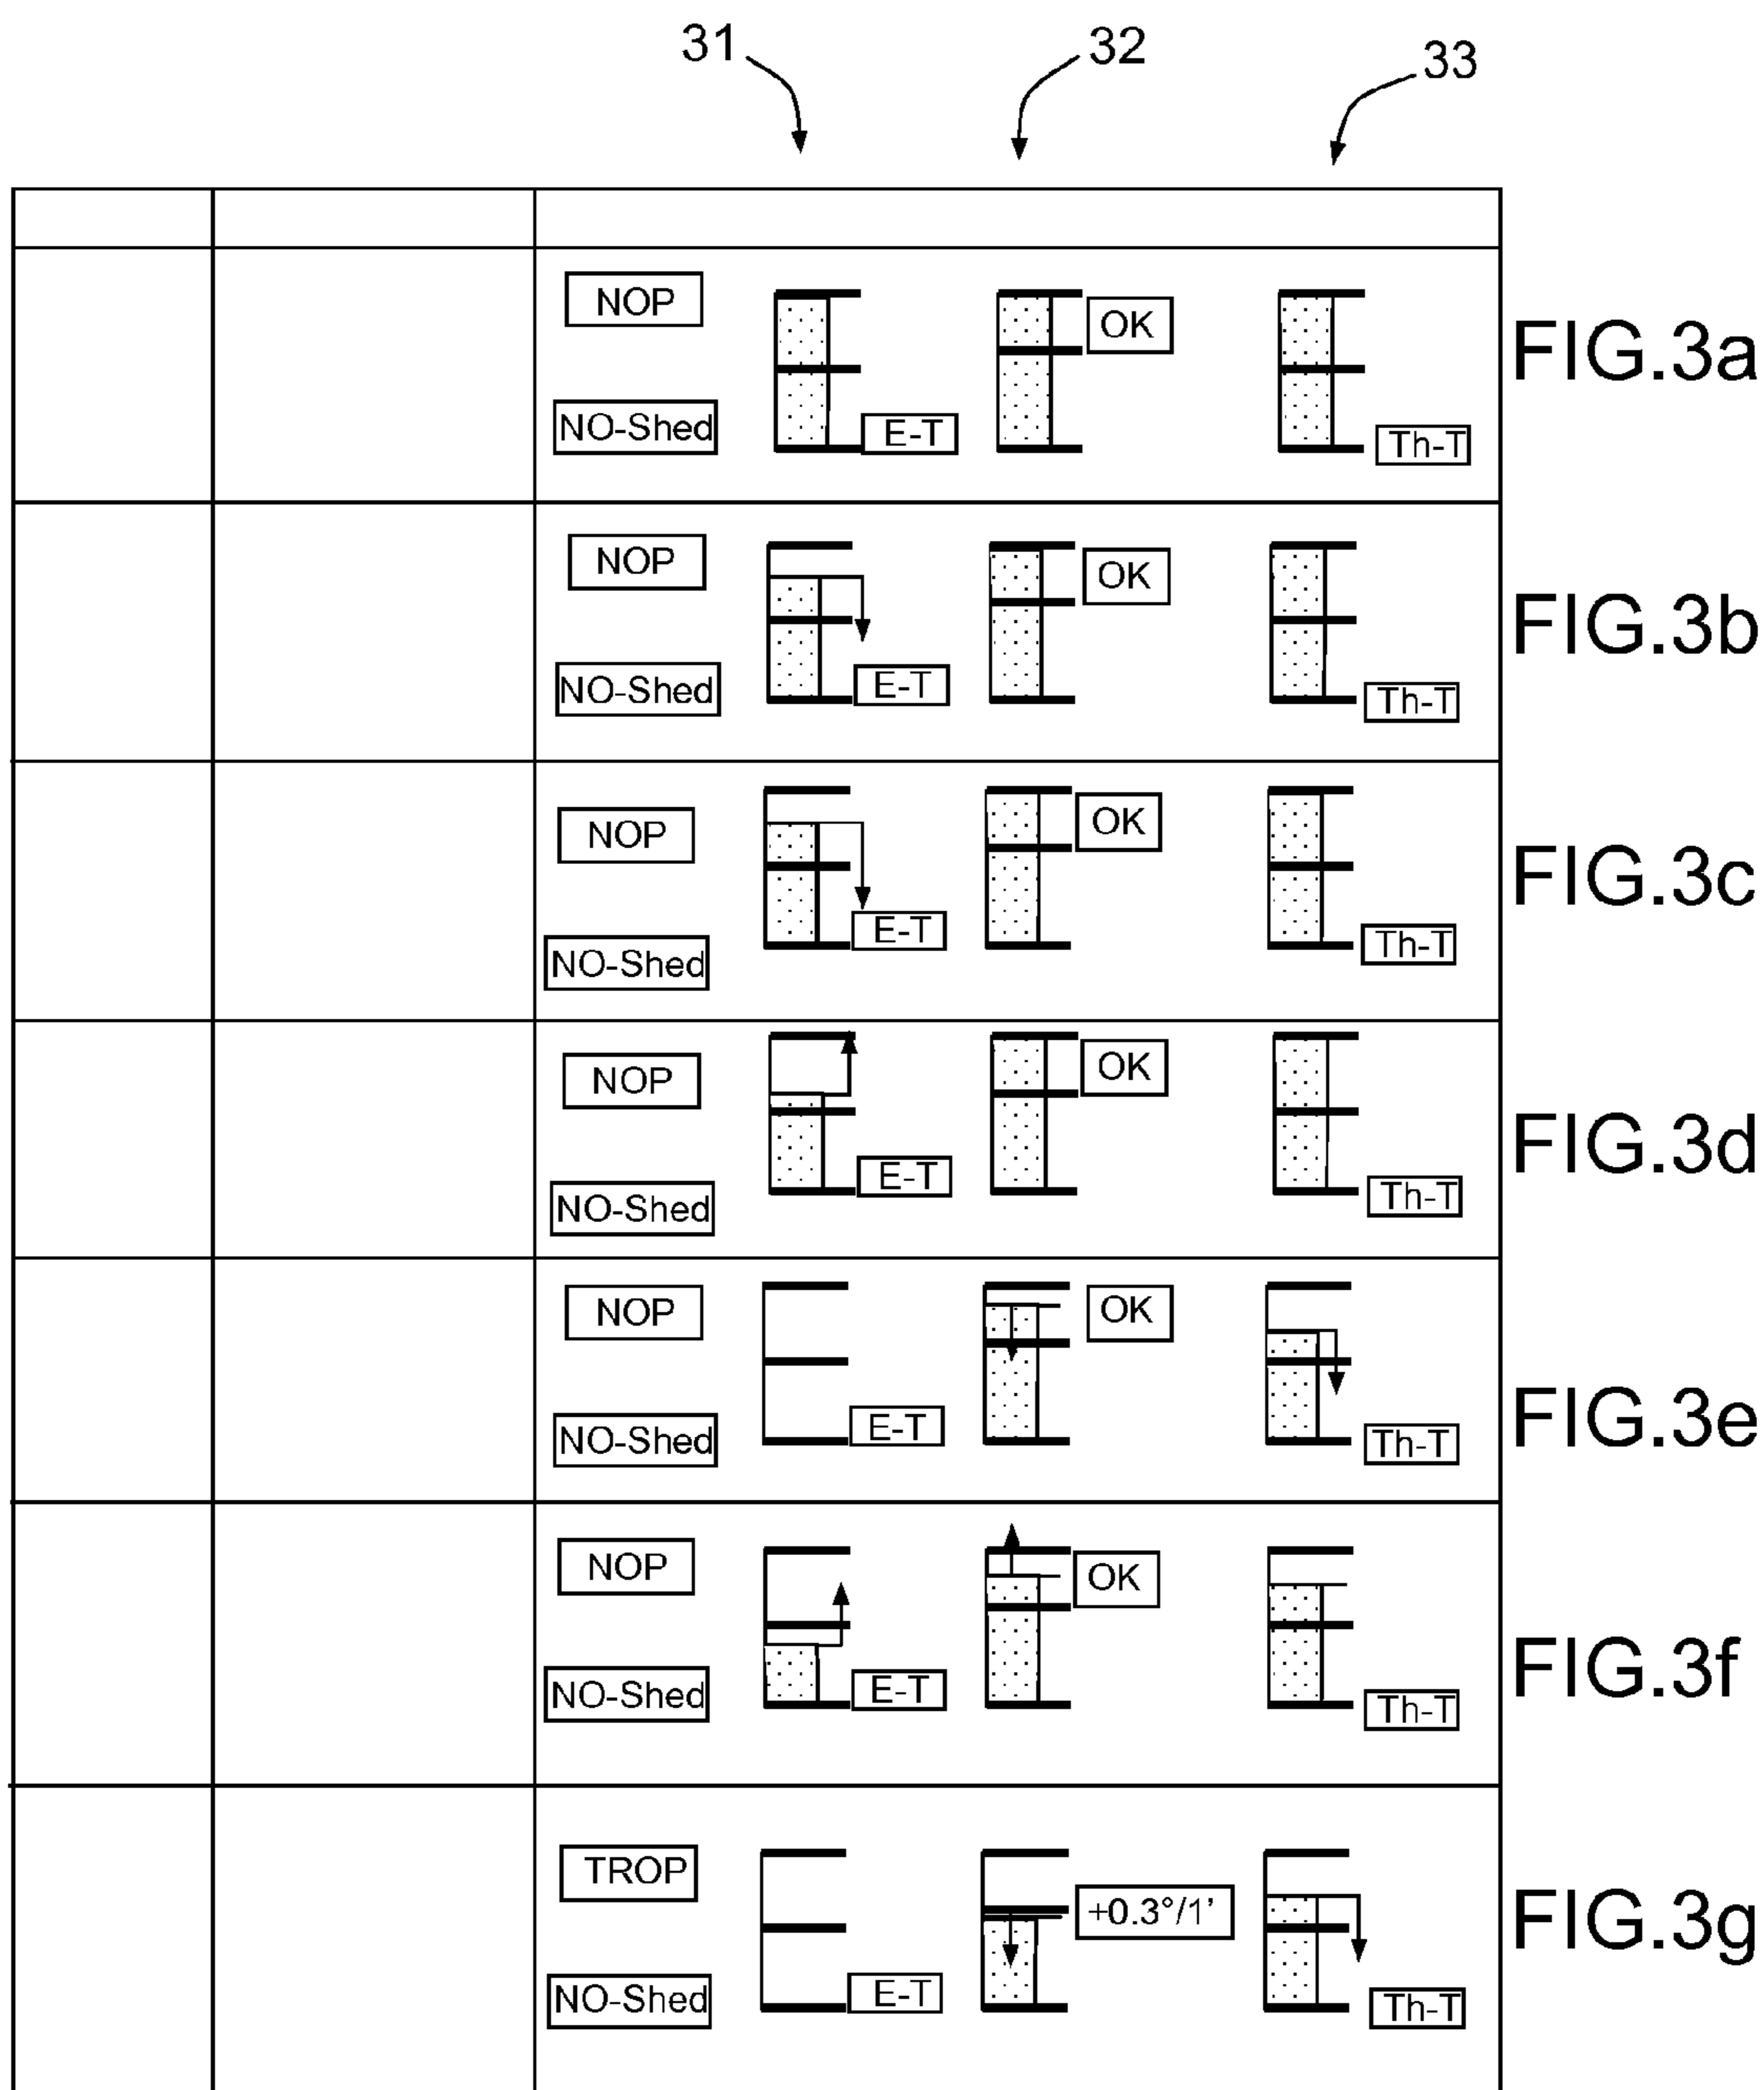 31 32 33
NOP OK
NO-Shed E-T Th-T
FIG.3a
NOP OK
NO-Shed E-T Th-T
FIG.3b
NOP OK
NO-Shed E-T Th-T
FIG.3c
NOP OK
NO-Shed E-T Th-T
FIG.3d
NOP OK
NO-Shed E-T Th-T
FIG.3e
NOP OK
NO-Shed E-T Th-T
FIG.3f
TROP +0.3°/1’
NO-Shed E-T Th-T
FIG.3g